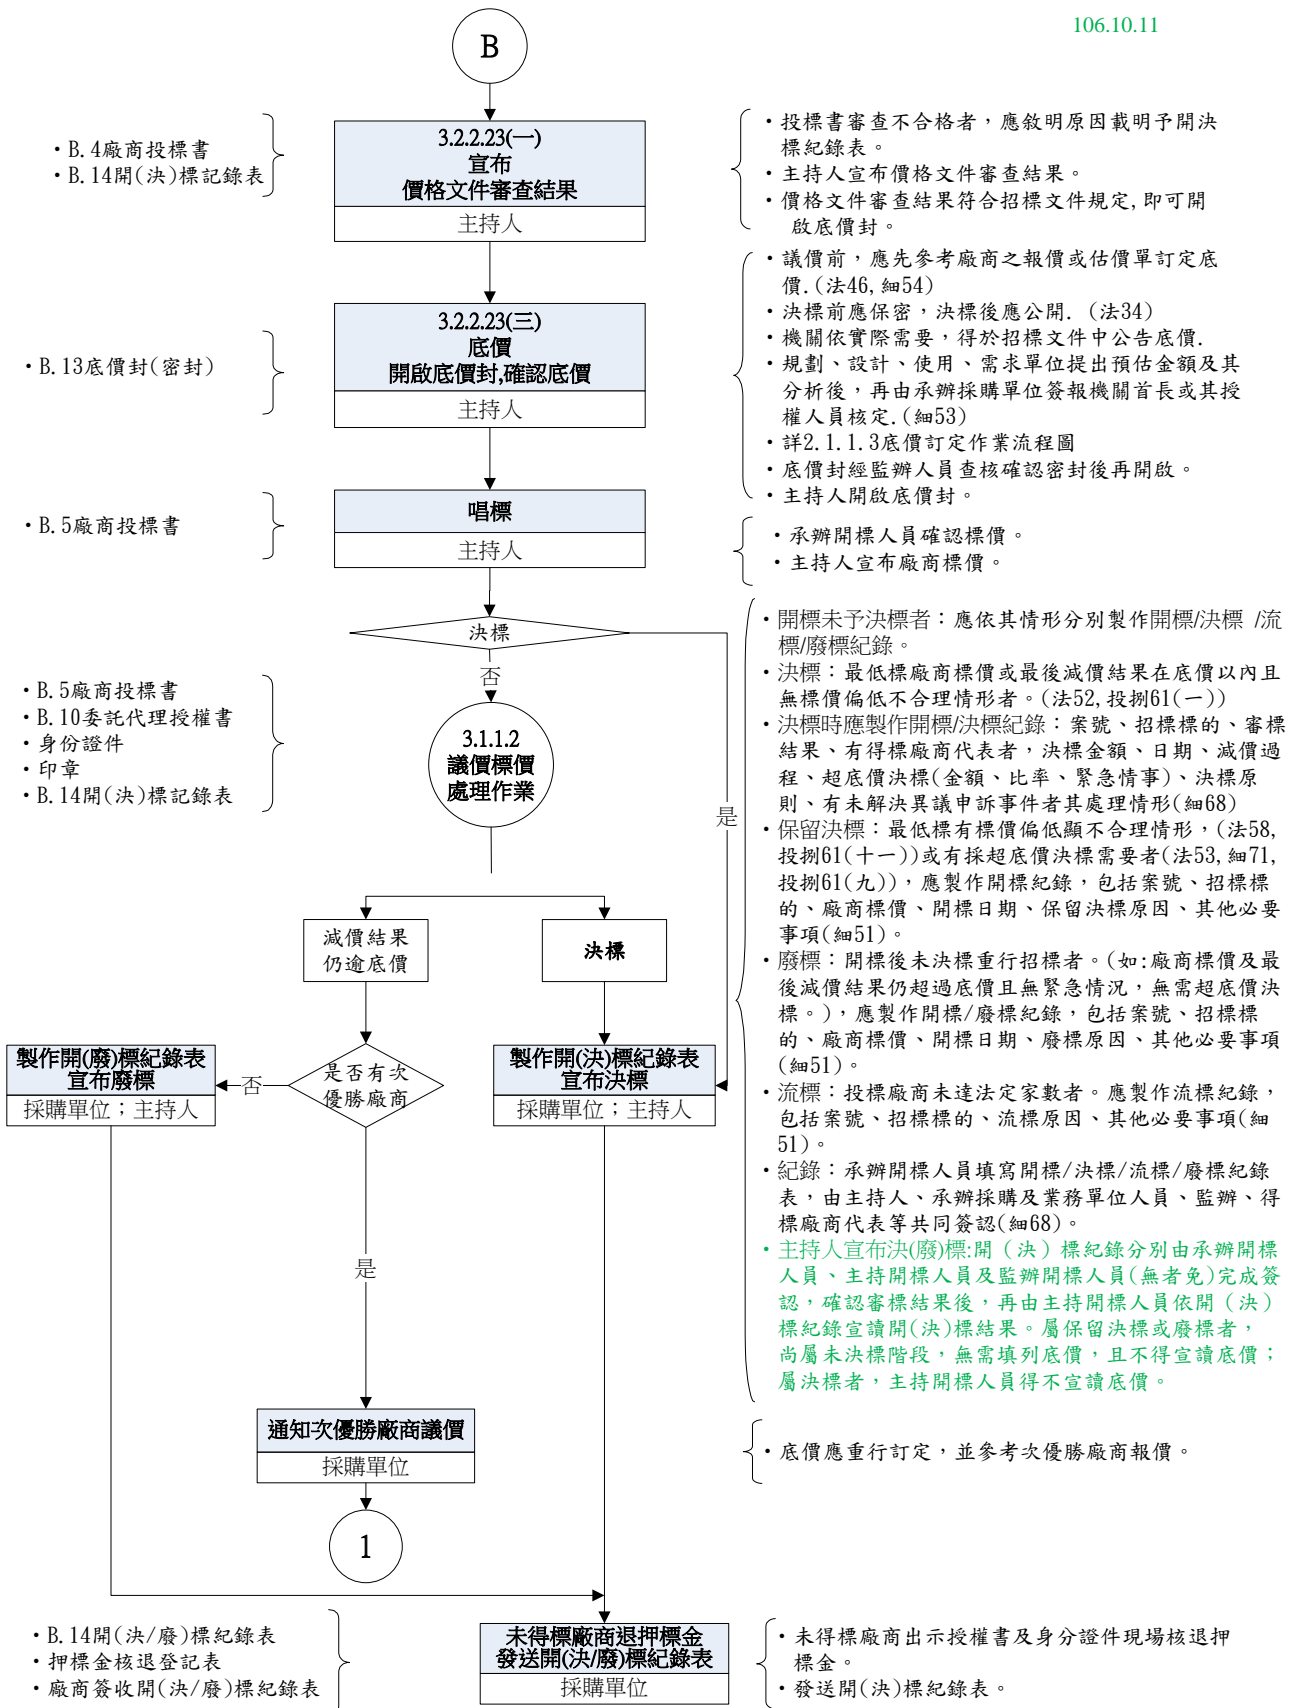 106.10.11
B
・B.4廠商投標書
・B.14開(決)標記錄表
3.2.2.23(一)
宣布
價格文件審查結果
主持人
・投標書審查不合格者，應敘明原因載明予開決
標紀錄表。
・主持人宣布價格文件審查結果。
・價格文件審查結果符合招標文件規定,即可開
啟底價封。
・B.13底價封(密封)
3.2.2.23(三)
底價
開啟底價封,確認底價
主持人
・議價前，應先參考廠商之報價或估價單訂定底
價.(法46,細54)
・決標前應保密，決標後應公開. (法34)
・機關依實際需要，得於招標文件中公告底價.
・規劃、設計、使用、需求單位提出預估金額及其
分析後，再由承辦採購單位簽報機關首長或其授
權人員核定.(細53)
・詳2.1.1.3底價訂定作業流程圖
・底價封經監辦人員查核確認密封後再開啟。
・主持人開啟底價封。
・B.5廠商投標書
唱標
主持人
・承辦開標人員確認標價。
・主持人宣布廠商標價。
決標
否
是
・B.5廠商投標書
・B.10委託代理授權書
・身份證件
・印章
・B.14開(決)標記錄表
3.1.1.2
議價標價
處理作業
・開標未予決標者：應依其情形分別製作開標/決標 /流
標/廢標紀錄。
・決標：最低標廠商標價或最後減價結果在底價以內且
無標價偏低不合理情形者。(法52,投捌61(一))
・決標時應製作開標/決標紀錄：案號、招標標的、審標
結果、有得標廠商代表者，決標金額、日期、減價過
程、超底價決標(金額、比率、緊急情事)、決標原
則、有未解決異議申訴事件者其處理情形(細68)
・保留決標：最低標有標價偏低顯不合理情形，(法58,
投捌61(十一))或有採超底價決標需要者(法53,細71,
投捌61(九))，應製作開標紀錄，包括案號、招標標
的、廠商標價、開標日期、保留決標原因、其他必要
事項(細51)。
・廢標：開標後未決標重行招標者。(如:廠商標價及最
後減價結果仍超過底價且無緊急情況，無需超底價決
標。)，應製作開標/廢標紀錄，包括案號、招標標
的、廠商標價、開標日期、廢標原因、其他必要事項
(細51)。
・流標：投標廠商未達法定家數者。應製作流標紀錄，
包括案號、招標標的、流標原因、其他必要事項(細
51)。
・紀錄：承辦開標人員填寫開標/決標/流標/廢標紀錄
表，由主持人、承辦採購及業務單位人員、監辦、得
標廠商代表等共同簽認(細68)。
・主持人宣布決(廢)標:開（決）標紀錄分別由承辦開標
人員、主持開標人員及監辦開標人員(無者免)完成簽
認，確認審標結果後，再由主持開標人員依開（決）
標紀錄宣讀開(決)標結果。屬保留決標或廢標者，
尚屬未決標階段，無需填列底價，且不得宣讀底價；
屬決標者，主持開標人員得不宣讀底價。
減價結果
仍逾底價
決標
製作開(廢)標紀錄表
宣布廢標
採購單位；主持人
否
是否有次
優勝廠商
製作開(決)標紀錄表
宣布決標
採購單位；主持人
是
通知次優勝廠商議價
採購單位
・底價應重行訂定，並參考次優勝廠商報價。
1
・B.14開(決/廢)標紀錄表
・押標金核退登記表
・廠商簽收開(決/廢)標紀錄表
未得標廠商退押標金
發送開(決/廢)標紀錄表
採購單位
・未得標廠商出示授權書及身分證件現場核退押
標金。
・發送開(決)標紀錄表。